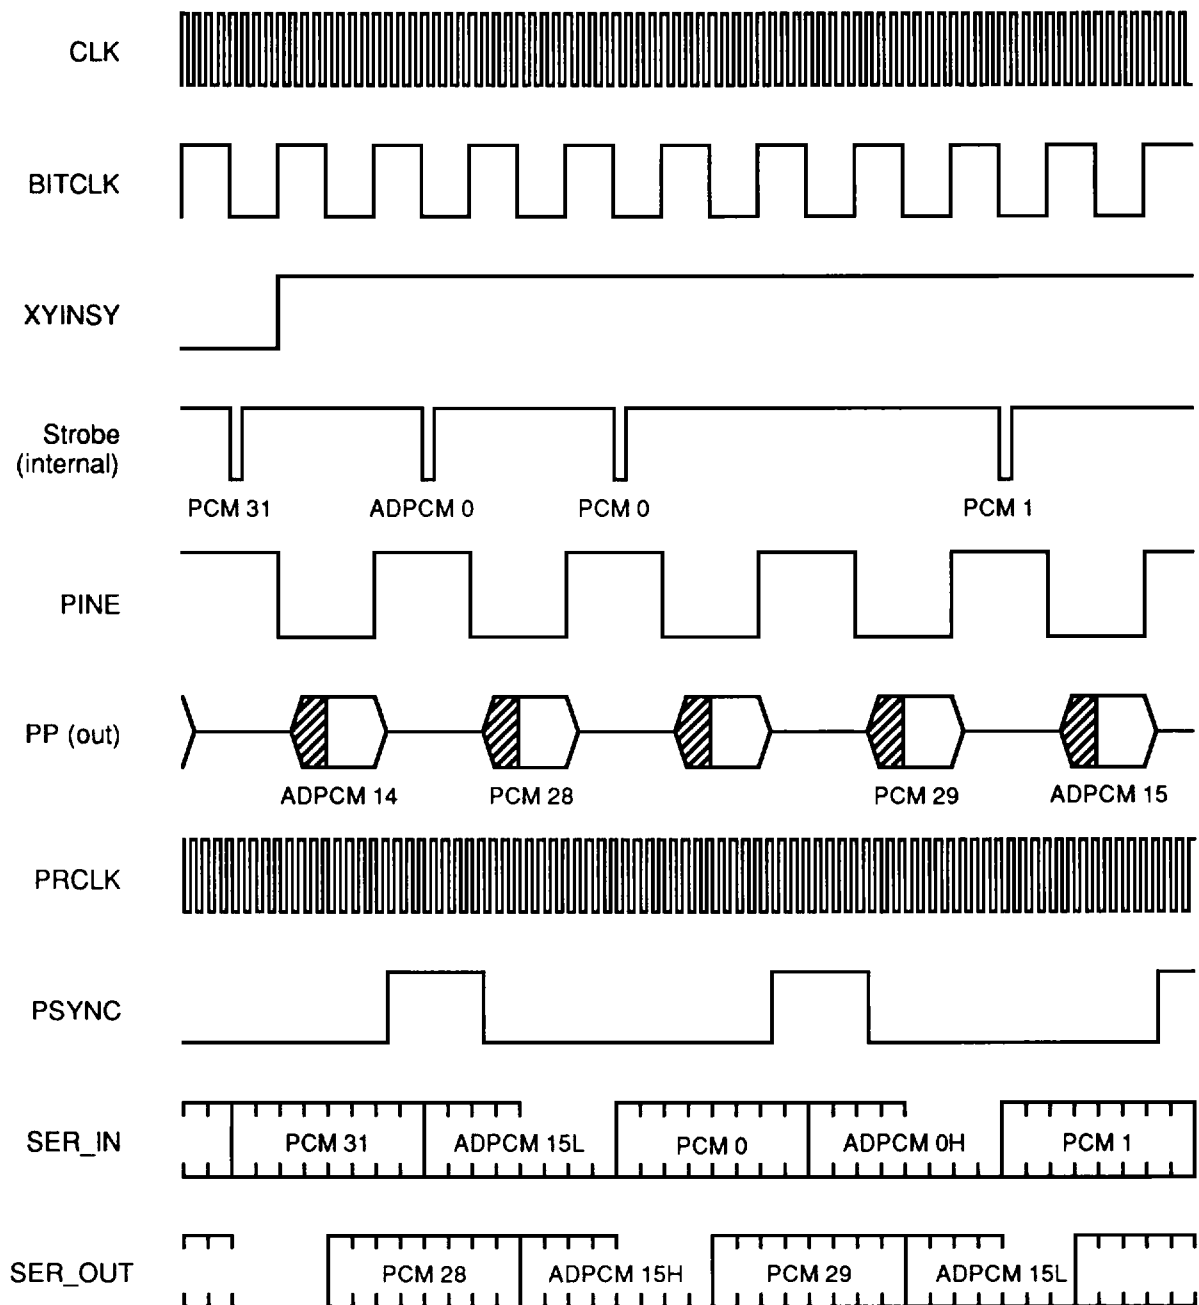 CLK
BITCLK
XYINSY
Strobe
(internal)
PCM 31 ADPCM 0 PCM 0 PCM 1
PINE
PP (out)
ADPCM 14 PCM 28 PCM 29 ADPCM 15
PRCLK
PSYNC
SER_IN PCM 31 ADPCM 15L PCM 0 ADPCM 0H PCM 1
SER_OUT PCM 28 ADPCM 15H PCM 29 ADPCM 15L